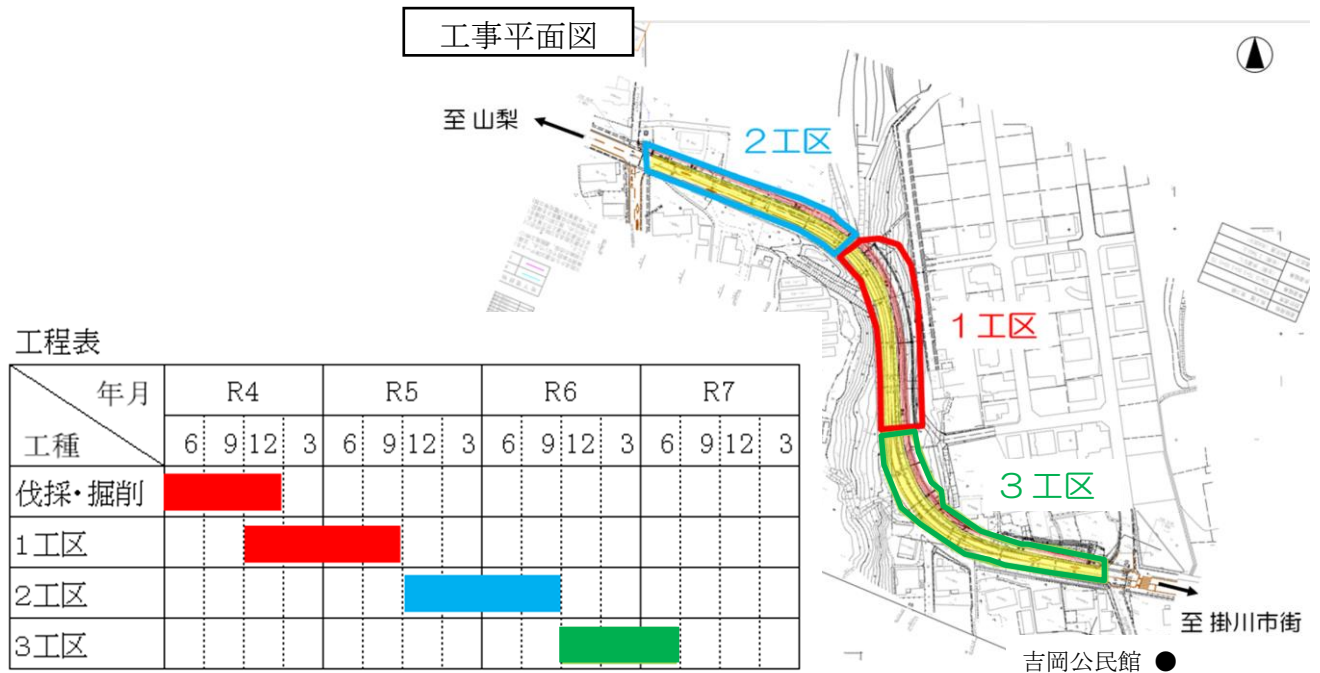 工事平面図
至 山梨
2工区
1工区
3工区
至 掛川市街
吉岡公民館
工程表
年月 R4 R5 R6 R7
工種 6 9 12 3 6 9 12 3 6 9 12 3 6 9 12 3
伐採・掘削
1工区
2工区
3工区